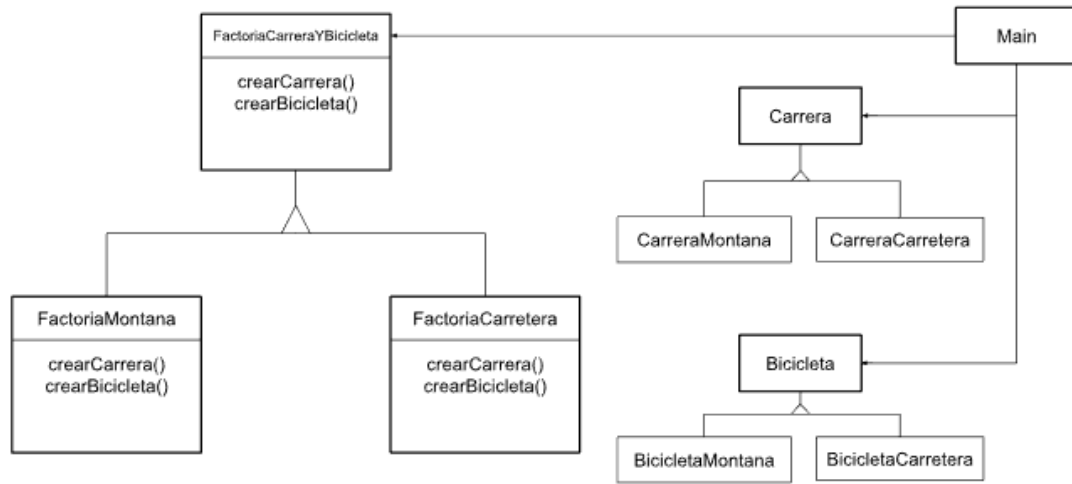 FactoriaCarreraYBicicleta
crearCarrera()
crearBicicleta()
Main
Carrera
CarreraMontana
CarreraCarretera
FactoriaMontana
crearCarrera()
crearBicicleta()
FactoriaCarretera
crearCarrera()
crearBicicleta()
Bicicleta
BicicletaMontana
BicicletaCarretera